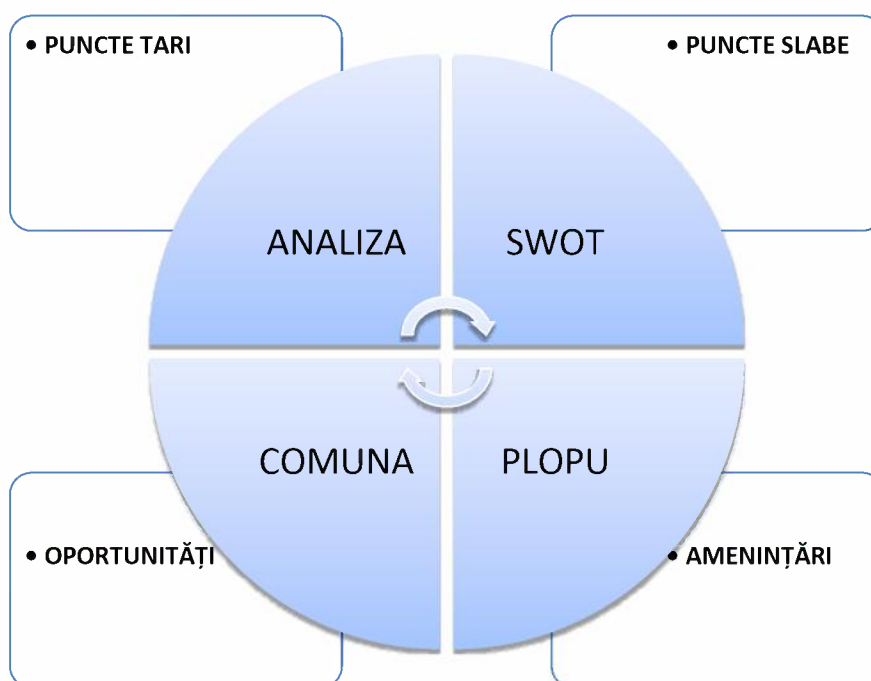 • PUNCTE TARI
• PUNCTE SLABE
ANALIZA
SWOT
COMUNA
PLOPU
• OPORTUNITĂȚI
• AMENINȚĂRI